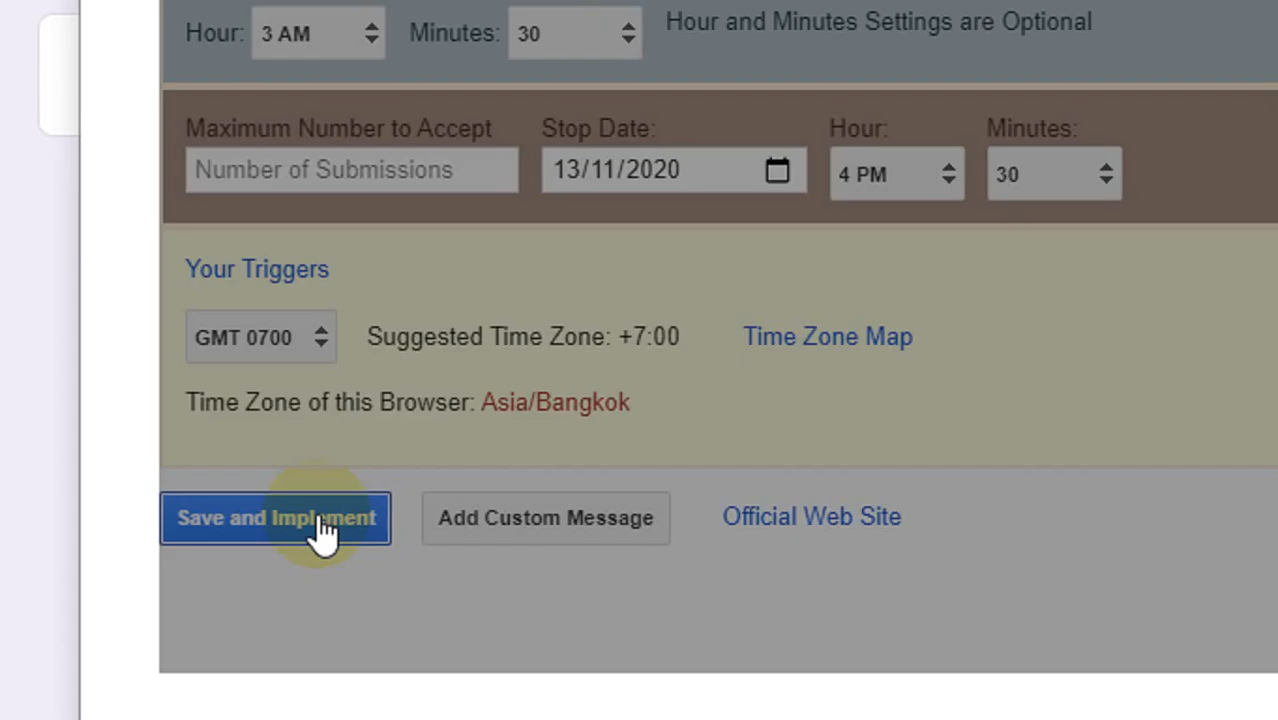 Hour: 3 AM Minutes: 30 Hour and Minutes Settings are Optional
Maximum Number to Accept Stop Date: Hour: Minutes:
Number of Submissions 13/11/2020 4 PM 30
Your Triggers
GMT 0700 Suggested Time Zone: +7:00 Time Zone Map
Time Zone of this Browser: Asia/Bangkok
Save and Implement Add Custom Message Official Web Site